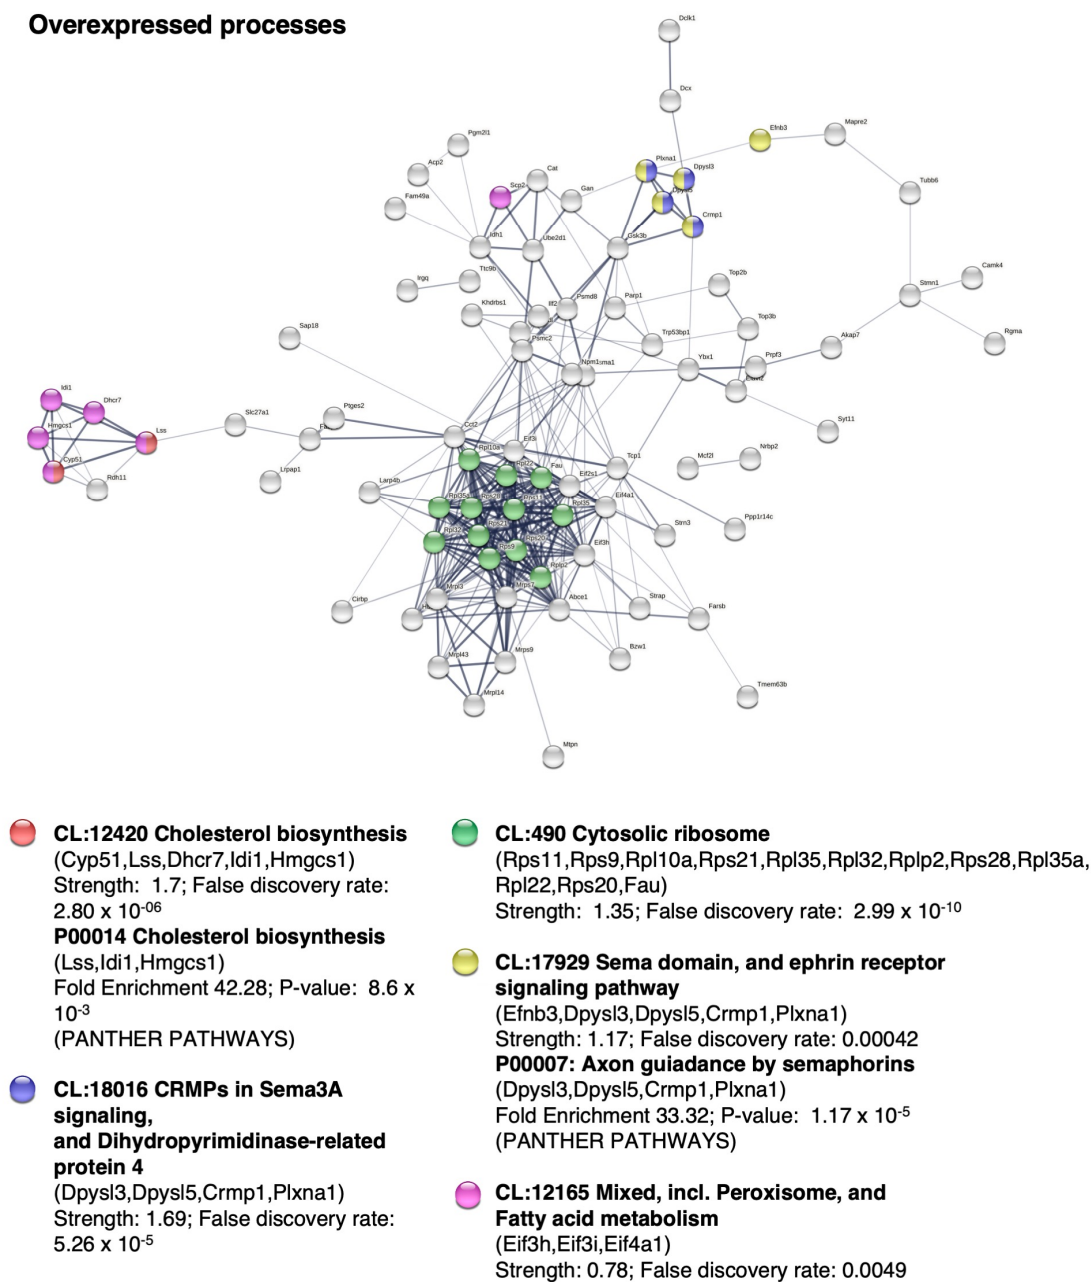 Overexpressed processes
Dclk1
Dcx
Efnb3
Mapre2
Pgm2l1
Plxna1
Dpysl3
Acp2
Cat
Scp2
Gan
Tubb6
Fam49a
Crmp1
Idh1
Ube2d1
Gsk3b
Ttc9b
Top2b
Camk4
Irgq
Stmn1
Khdrbs1
Ilf2
Psmd8
Parp1
Top3b
Sap18
Trp53bp1
Akap7
Rgma
Psmc2
Npm1
Ybx1
Prpf3
Idi1
Dhcr7
Ptges2
Slc27a1
Syt11
Hmgcs1
Lss
Cct2
Eif3i
Nrbp2
Cyp51
Rpl10a
Rpl22
Fau
Tcp1
Mcf2l
Rdh11
Lrpap1
Larp4b
Eif2s1
Rpl35a
Rps28
Rps11
Rpl35
Eif4a1
Ppp1r14c
Strn3
Rpl32
Rps21
Rps9
Rps20
Eif3h
Rplp2
Mrpl3
Mrps7
Cirbp
Abce1
Strap
Farsb
Mrpl43
Mrps9
Bzw1
Mrpl14
Tmem63b
Mtpn
CL:12420 Cholesterol biosynthesis
(Cyp51,Lss,Dhcr7,Idi1,Hmgcs1)
Strength: 1.7; False discovery rate:
2.80 x 10-06
P00014 Cholesterol biosynthesis
(Lss,Idi1,Hmgcs1)
Fold Enrichment 42.28; P-value: 8.6 x
10-3
(PANTHER PATHWAYS)
CL:18016 CRMPs in Sema3A
signaling,
and Dihydropyrimidinase-related
protein 4
(Dpysl3,Dpysl5,Crmp1,Plxna1)
Strength: 1.69; False discovery rate:
5.26 x 10-5
CL:490 Cytosolic ribosome
(Rps11,Rps9,Rpl10a,Rps21,Rpl35,Rpl32,Rplp2,Rps28,Rpl35a,
Rpl22,Rps20,Fau)
Strength: 1.35; False discovery rate: 2.99 x 10-10
CL:17929 Sema domain, and ephrin receptor
signaling pathway
(Efnb3,Dpysl3,Dpysl5,Crmp1,Plxna1)
Strength: 1.17; False discovery rate: 0.00042
P00007: Axon guiadance by semaphorins
(Dpysl3,Dpysl5,Crmp1,Plxna1)
Fold Enrichment 33.32; P-value: 1.17 x 10-5
(PANTHER PATHWAYS)
CL:12165 Mixed, incl. Peroxisome, and
Fatty acid metabolism
(Eif3h,Eif3i,Eif4a1)
Strength: 0.78; False discovery rate: 0.0049